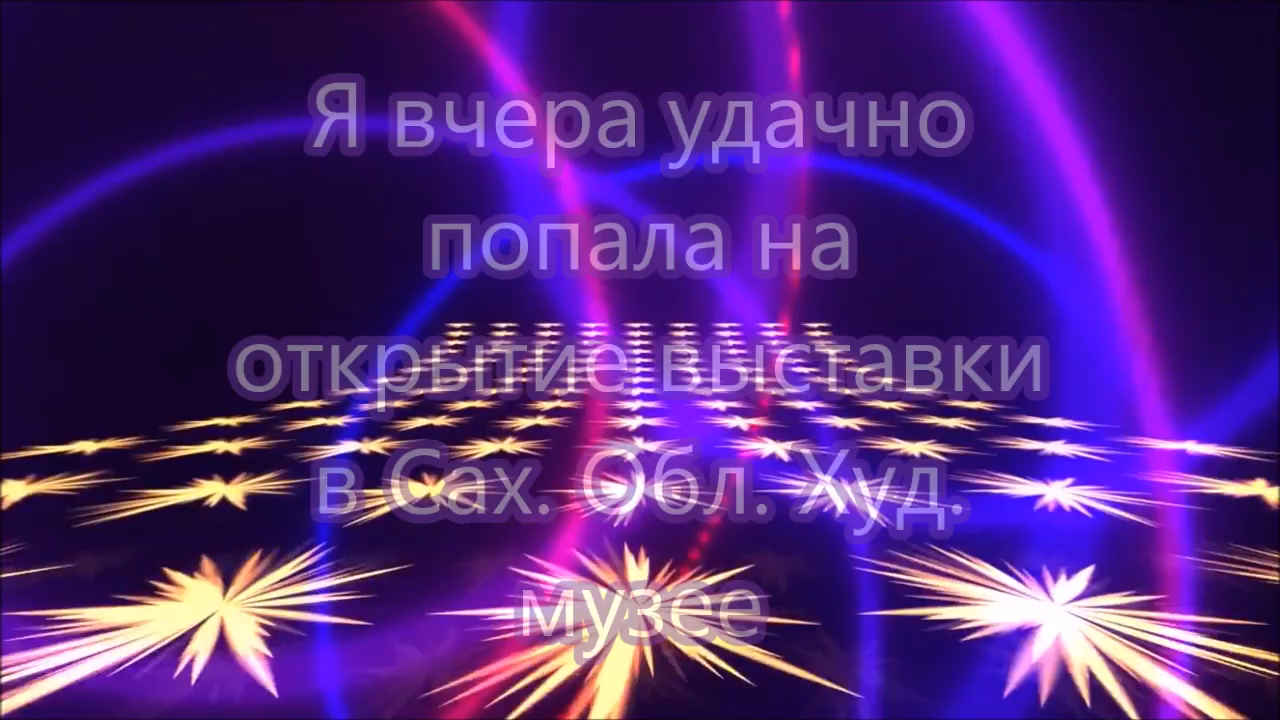 Я вчера удачно
попала на
открытие выставки
в Сах. Обл. Худ.
музее